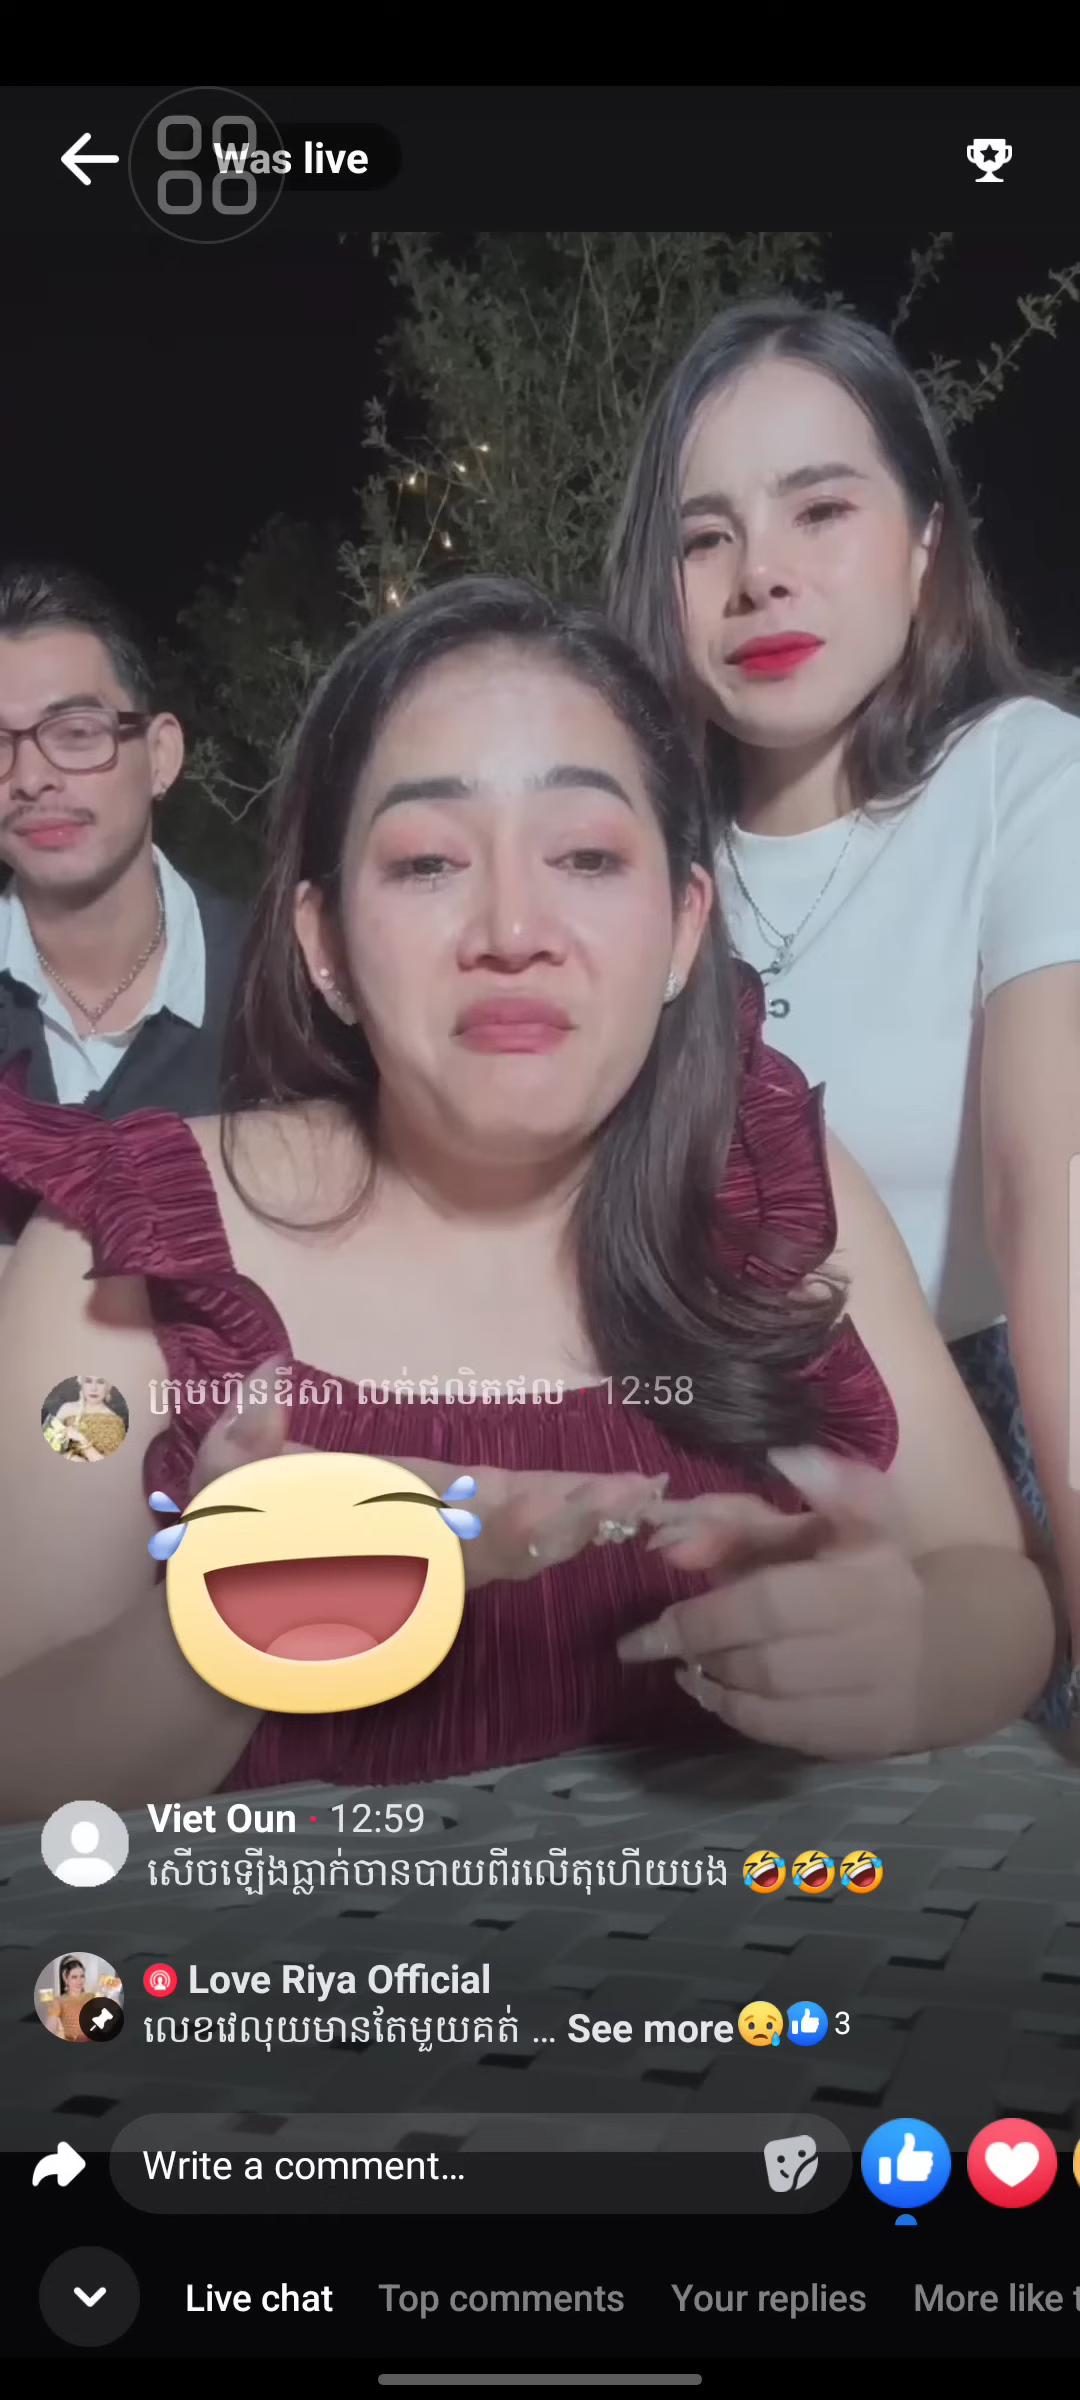 Was live
ក្រុមហ៊ុនឌីសា លក់ផលិតផល · 12:58
Viet Oun · 12:59
សើចឡើងធ្លាក់ចានបាយពីរលើតុហើយបង 🤣🤣🤣
Love Riya Official
លេខវេលុយមានតែមួយគត់ ... See more 3
Write a comment...
Live chat Top comments Your replies More like t